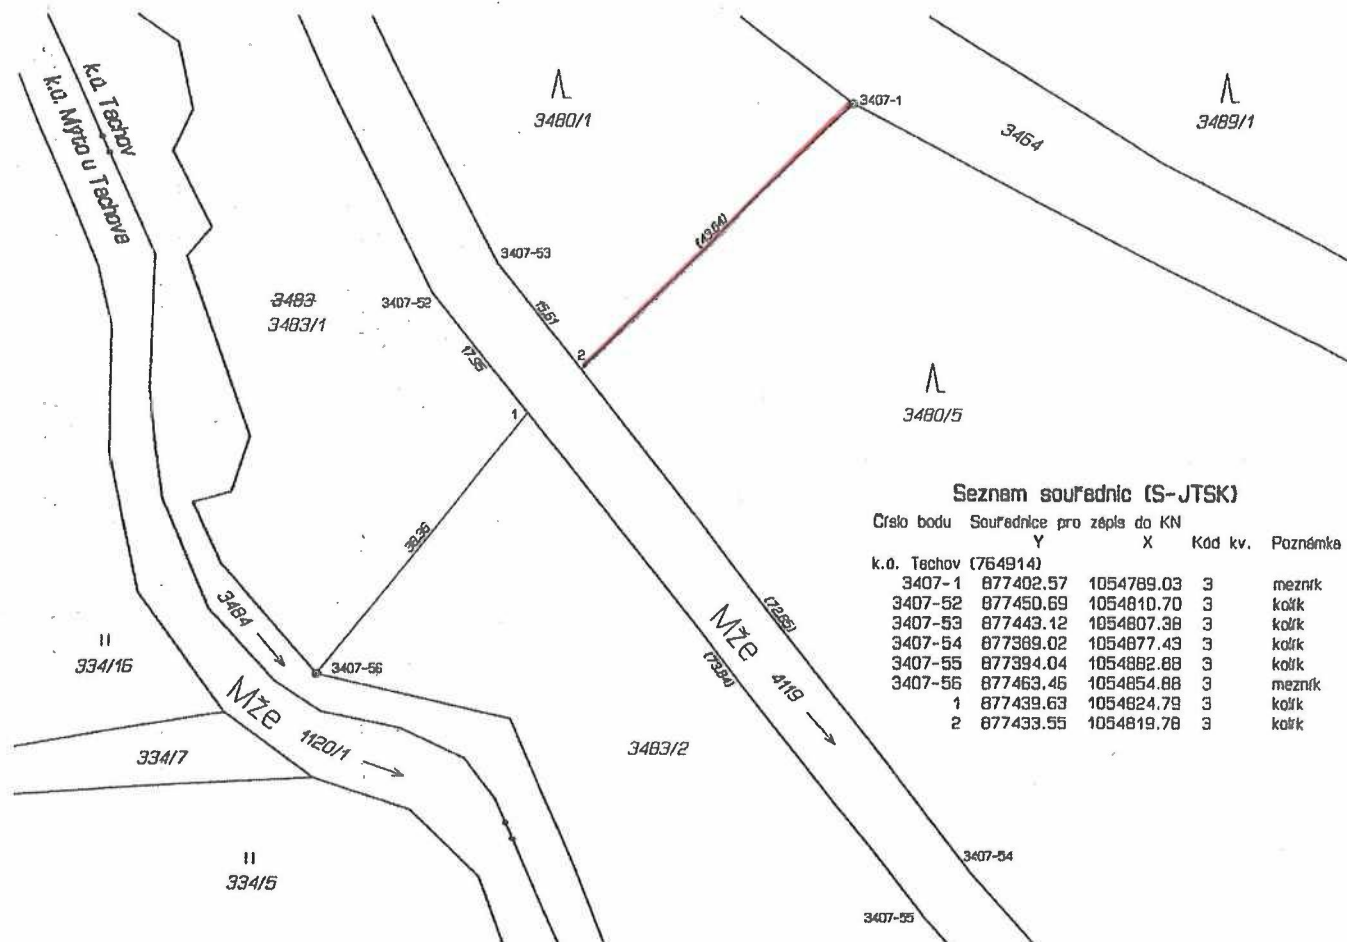 k.ú. Tachov
k.ú. Mýto u Tachova
3480/1
3407-1
3464
3489/1
(43.64)
3407-53
3407-52
3483
3483/1
15.61
17.95
2
1
3480/5
38.36
3484
3407-56
334/16
Mže
1120/1
334/7
334/5
3483/2
Mže
4119
(72.85)
(73.84)
3407-54
3407-55
Seznam souřadnic (S-JTSK)
Číslo bodu Souřadnice pro zápis do KN
Y X Kód kv. Poznámka
k.ú. Tachov (764914)
3407-1 877402.57 1054789.03 3 mezník
3407-52 877450.69 1054810.70 3 kolík
3407-53 877443.12 1054807.38 3 kolík
3407-54 877389.02 1054877.43 3 kolík
3407-55 877394.04 1054882.88 3 kolík
3407-56 877463.46 1054854.88 3 mezník
1 877439.63 1054824.79 3 kolík
2 877433.55 1054819.78 3 kolík